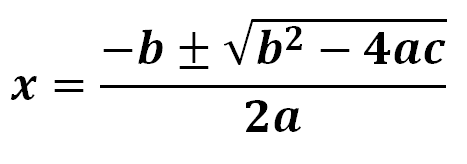 x = (−b ± √(b² − 4ac)) / (2a)